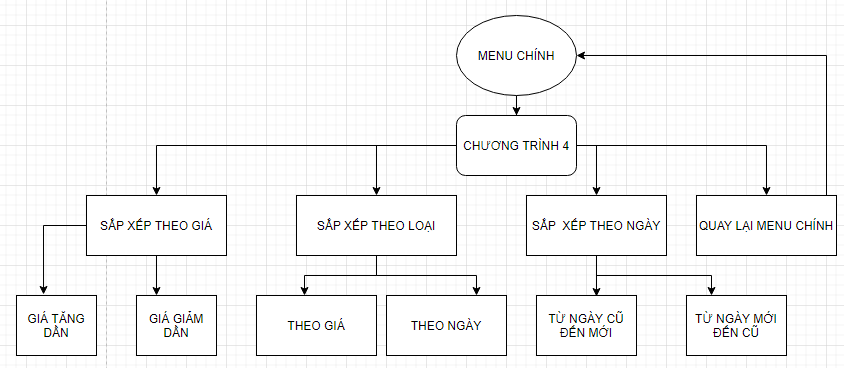 MENU CHÍNH
CHƯƠNG TRÌNH 4
SẮP XẾP THEO GIÁ
SẮP XẾP THEO LOẠI
SẮP XẾP THEO NGÀY
QUAY LẠI MENU CHÍNH
GIÁ TĂNG
DẦN
GIÁ GIẢM
DẦN
THEO GIÁ
THEO NGÀY
TỪ NGÀY CŨ
ĐẾN MỚI
TỪ NGÀY MỚI
ĐẾN CŨ